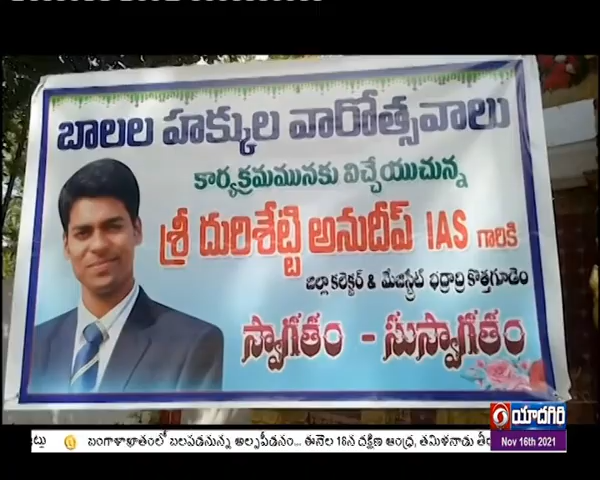 బాలల హక్కుల వారోత్సవాలు
కార్యక్రమమునకు విచ్చేయుచున్న
శ్రీ దురిశేట్టి అనుదీప్ IAS గారికి
జిల్లా కలెక్టర్ & మేజిస్ట్రేట్ భద్రాద్రి కొత్తగూడెం
స్వాగతం - సుస్వాగతం
యాదగిరి
Nov 16th 2021
బంగాళాఖాతంలో బలపడనున్న అల్పపీడనం... ఈనెల 18న దక్షిణ ఆంధ్ర, తమిళనాడు